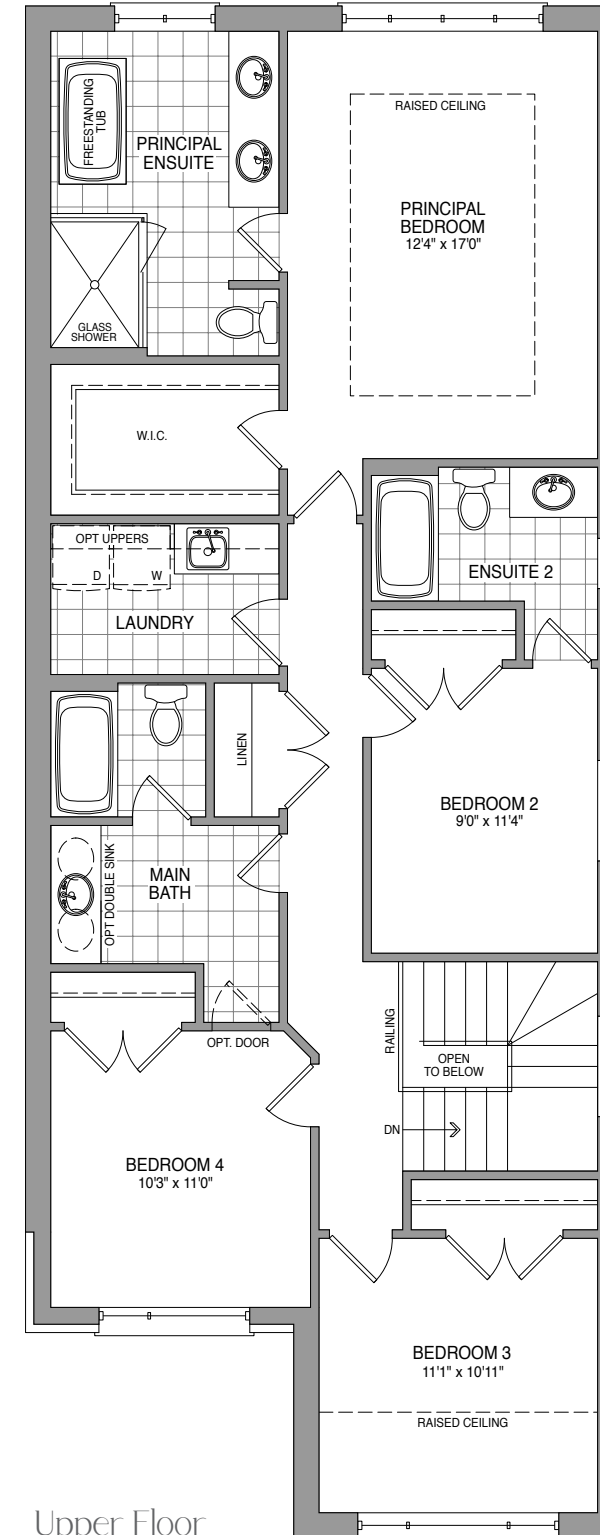 FREESTANDING
TUB
PRINCIPAL
ENSUITE
RAISED CEILING
PRINCIPAL
BEDROOM
12'4" x 17'0"
GLASS
SHOWER
W.I.C.
OPT UPPERS
D
W
LAUNDRY
ENSUITE 2
LINEN
BEDROOM 2
9'0" x 11'4"
MAIN
BATH
OPT DOUBLE SINK
OPT. DOOR
RAILING
OPEN
TO BELOW
DN
BEDROOM 4
10'3" x 11'0"
BEDROOM 3
11'1" x 10'11"
RAISED CEILING
Upper Floor